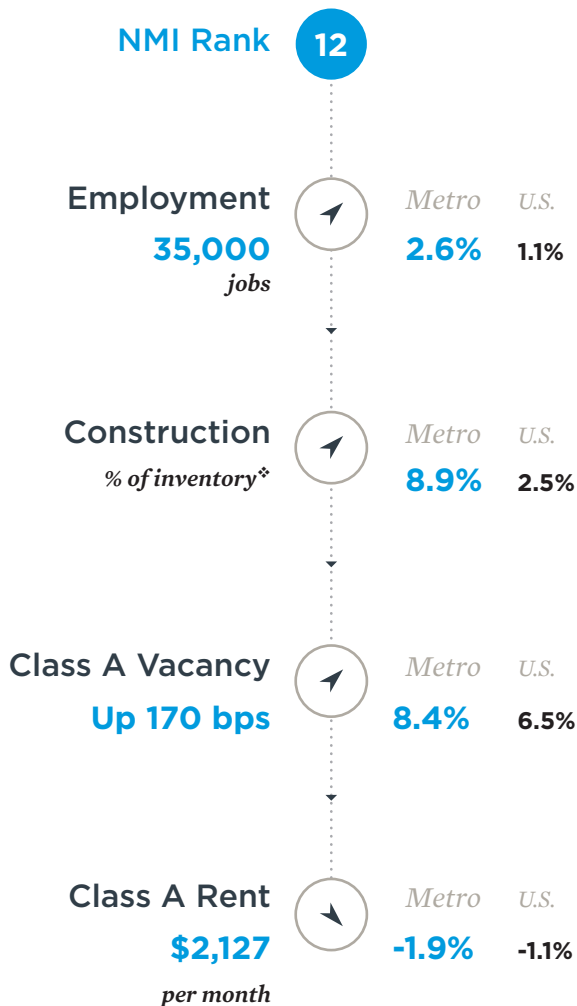 NMI Rank 12
Employment Metro U.S.
35,000 2.6% 1.1%
jobs
Construction Metro U.S.
% of inventory❖ 8.9% 2.5%
Class A Vacancy Metro U.S.
Up 170 bps 8.4% 6.5%
Class A Rent Metro U.S.
$2,127 -1.9% -1.1%
per month